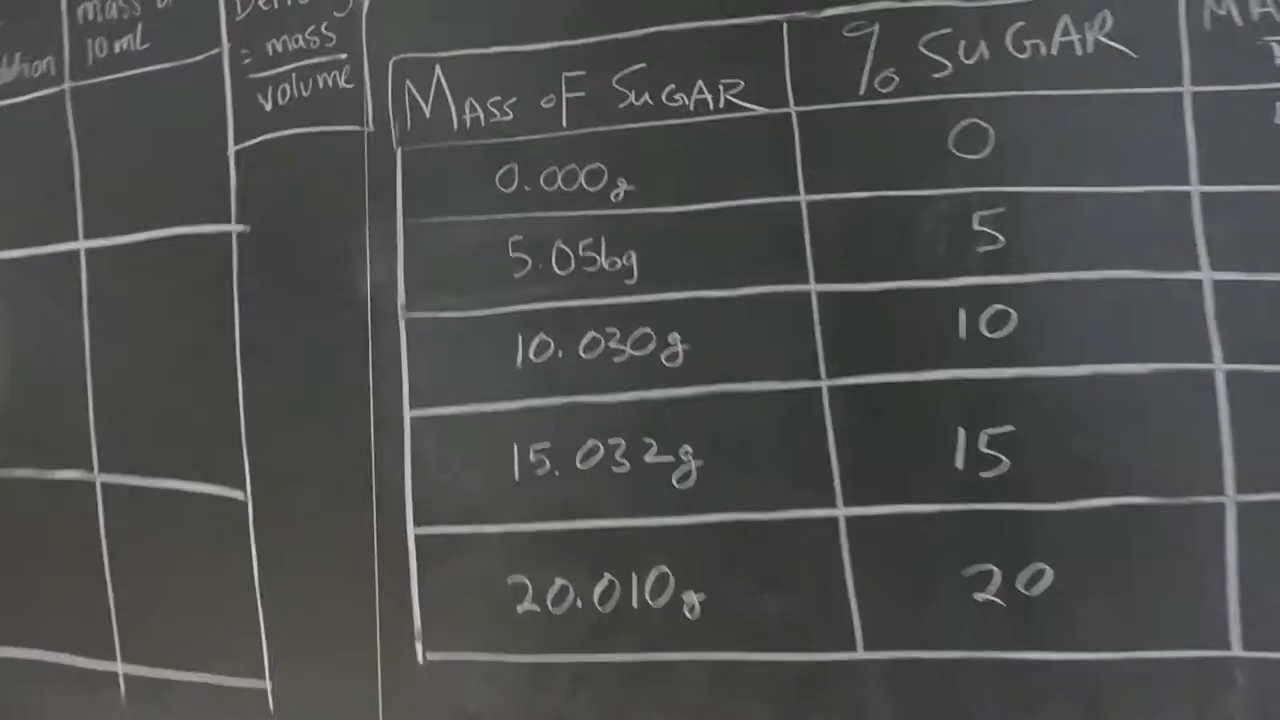 mass
10 mL
= mass
volume
MASS OF SUGAR % SUGAR
0.000g 0
5.056g 5
10.030g 10
15.032g 15
20.010g 20